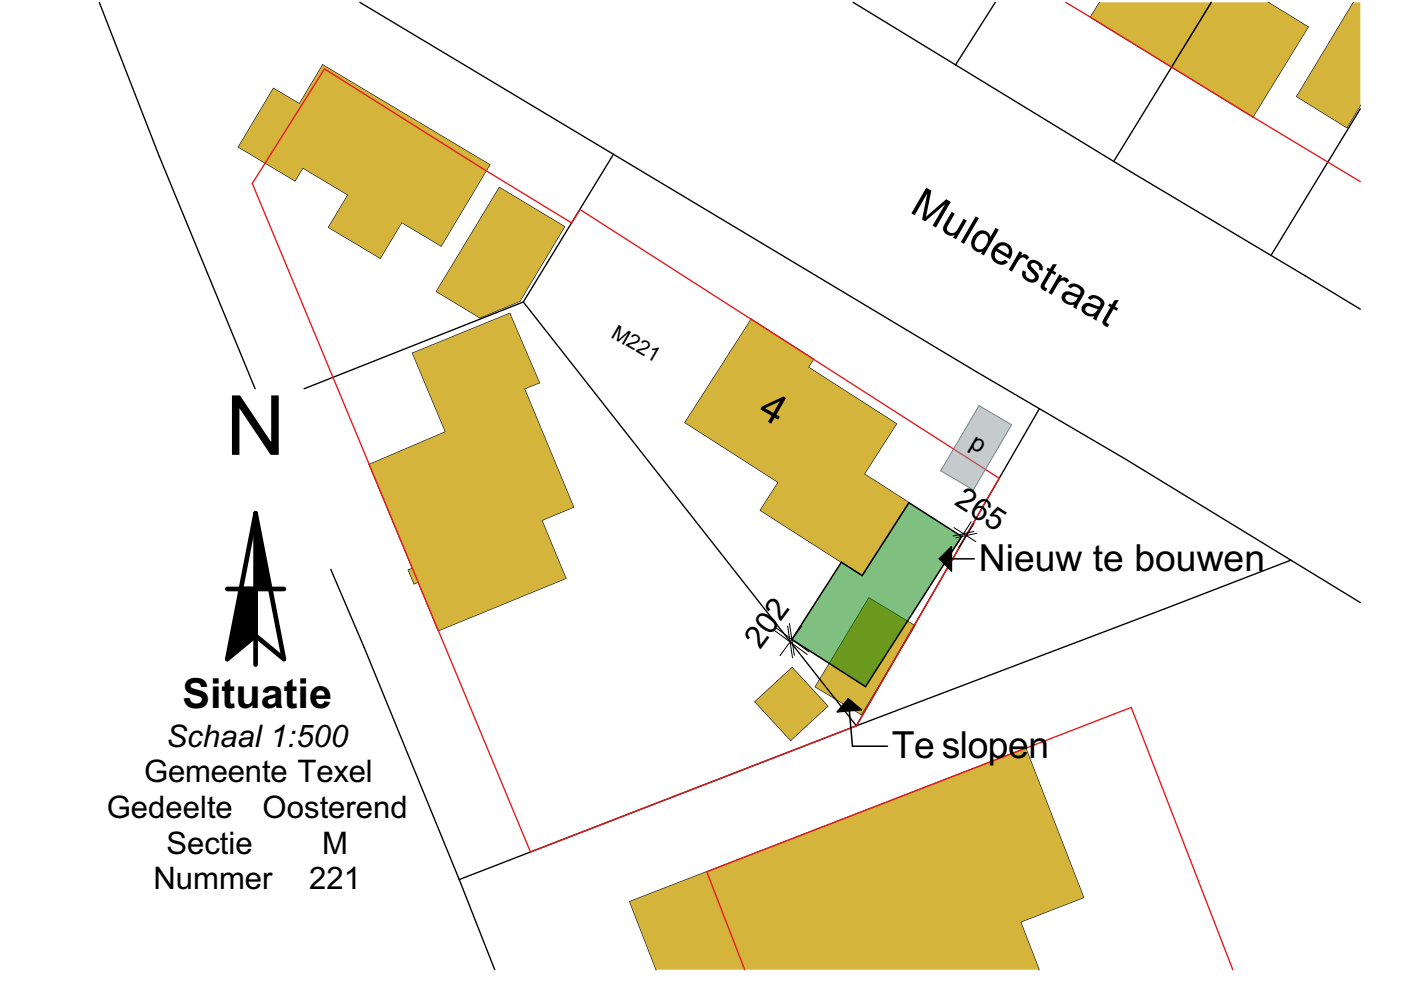 Mulderstraat
M221
4
p
265
Nieuw te bouwen
202
Te slopen
N
Situatie
Schaal 1:500
Gemeente Texel
Gedeelte Oosterend
Sectie M
Nummer 221